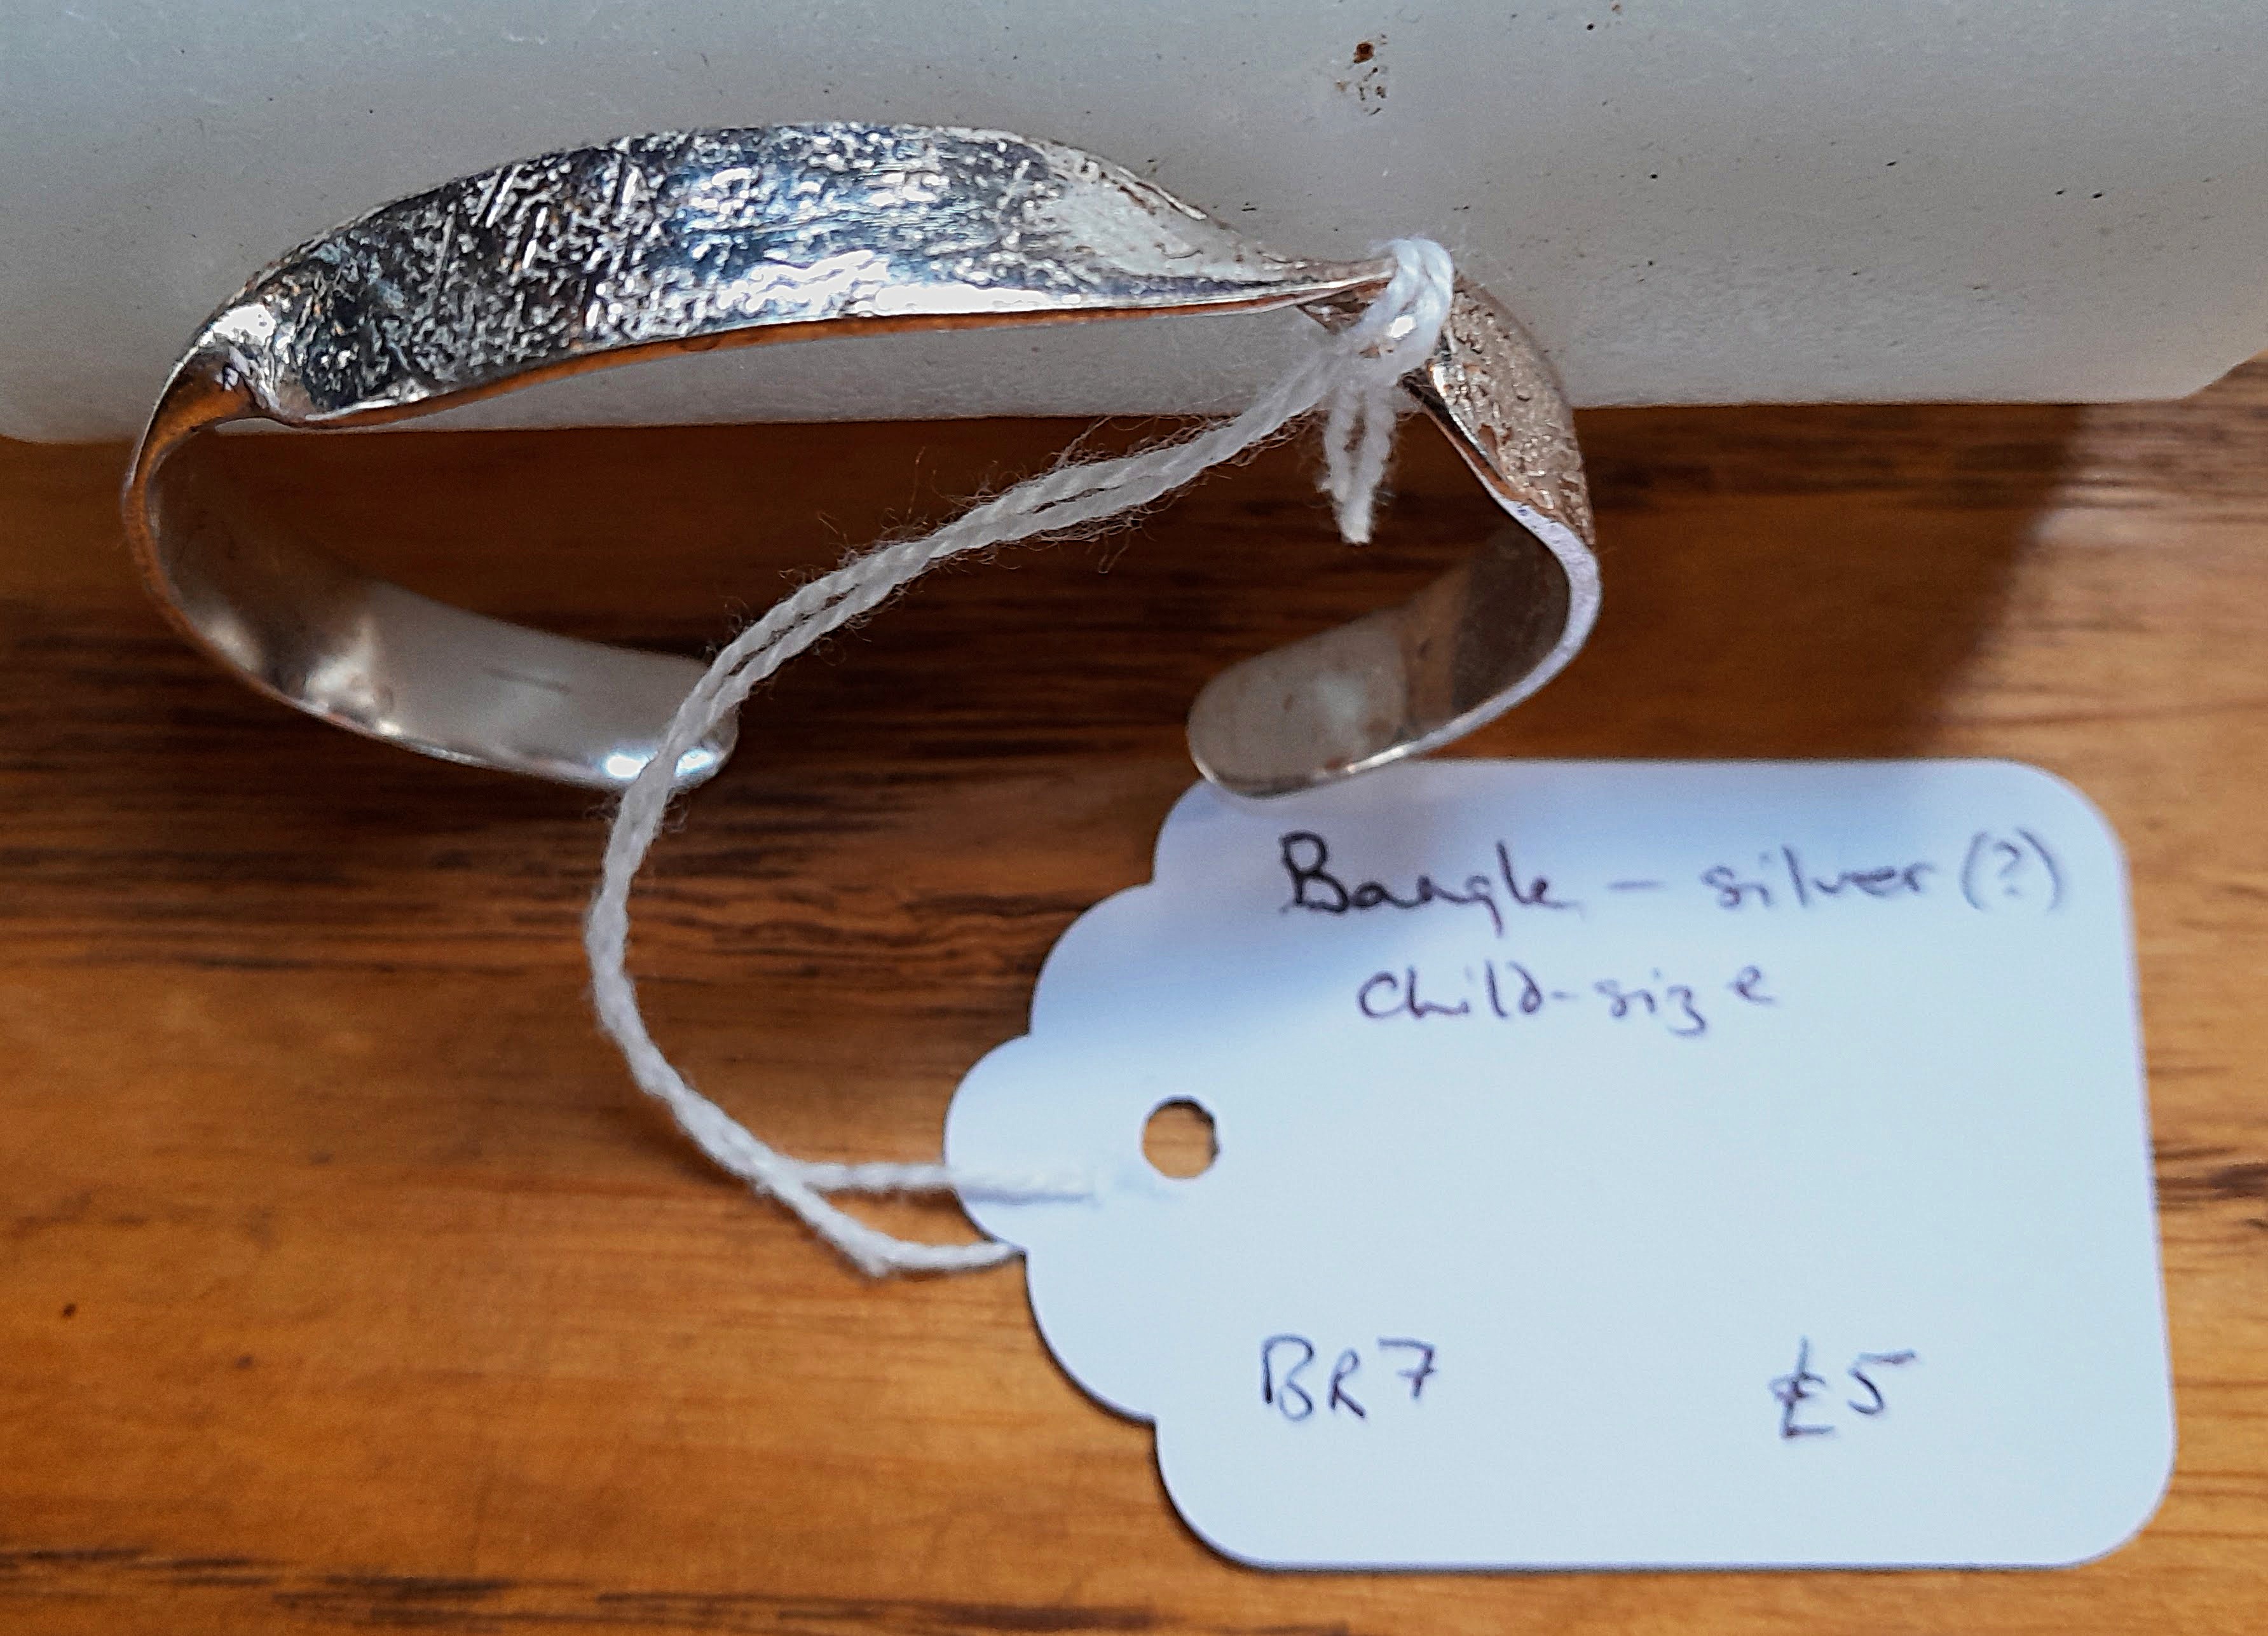 Bangle – silver (?)
Child-size
BR7 £5